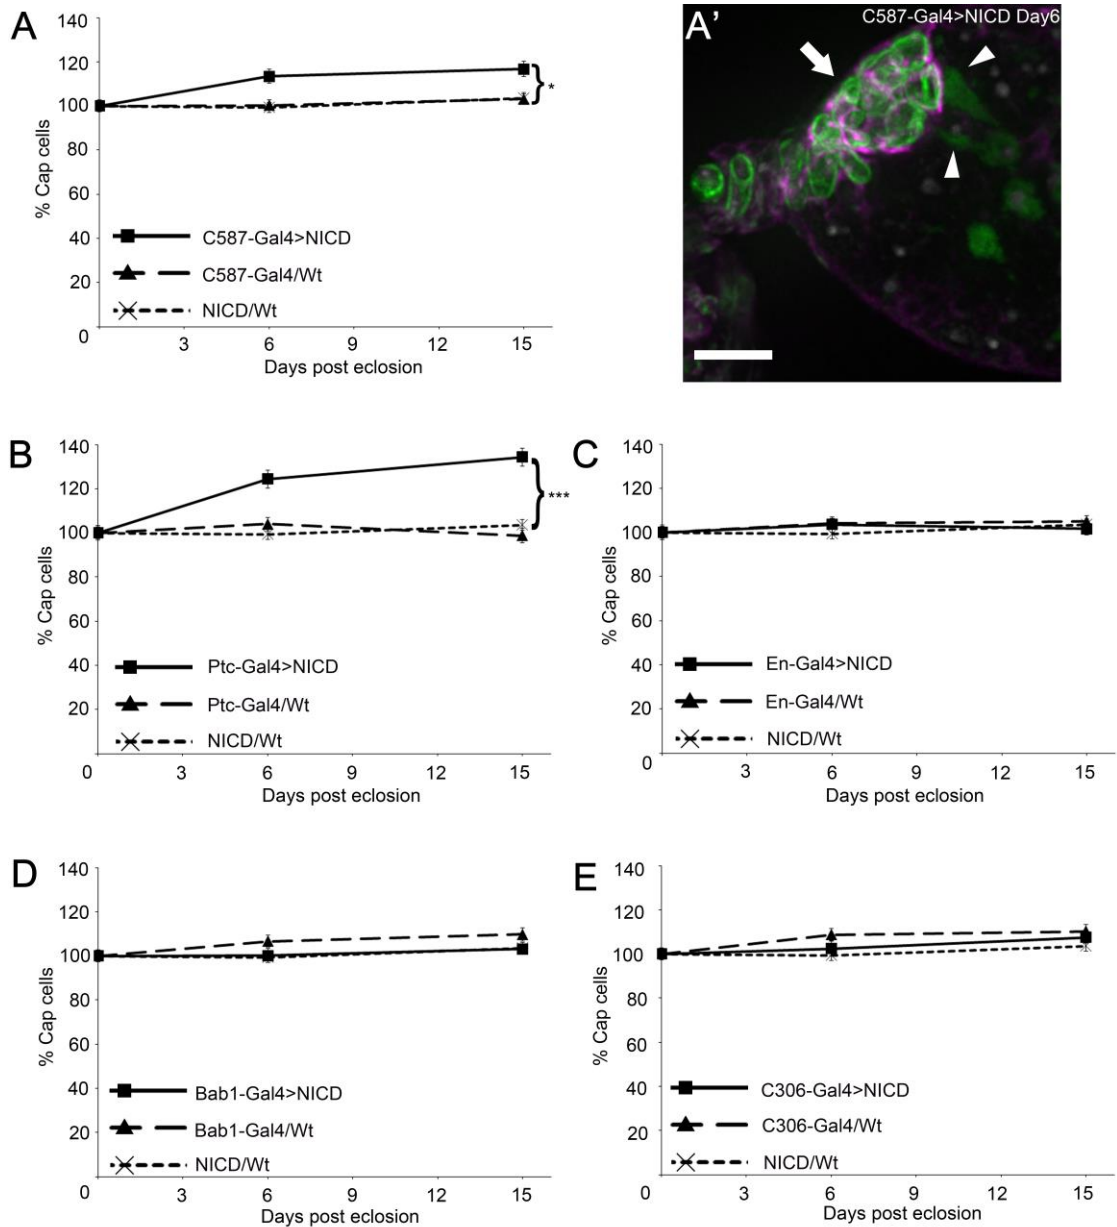 A
140
120
100
80
60
40
20
0
% Cap cells
*
C587-Gal4>NICD
C587-Gal4/Wt
NICD/Wt
3 6 9 12 15
Days post eclosion
A’
C587-Gal4>NICD Day6
B
140
120
100
80
60
40
20
0
% Cap cells
***
Ptc-Gal4>NICD
Ptc-Gal4/Wt
NICD/Wt
3 6 9 12 15
Days post eclosion
C
140
120
100
80
60
40
20
0
% Cap cells
En-Gal4>NICD
En-Gal4/Wt
NICD/Wt
3 6 9 12 15
Days post eclosion
D
140
120
100
80
60
40
20
0
% Cap cells
Bab1-Gal4>NICD
Bab1-Gal4/Wt
NICD/Wt
3 6 9 12 15
Days post eclosion
E
140
120
100
80
60
40
20
0
% Cap cells
C306-Gal4>NICD
C306-Gal4/Wt
NICD/Wt
3 6 9 12 15
Days post eclosion